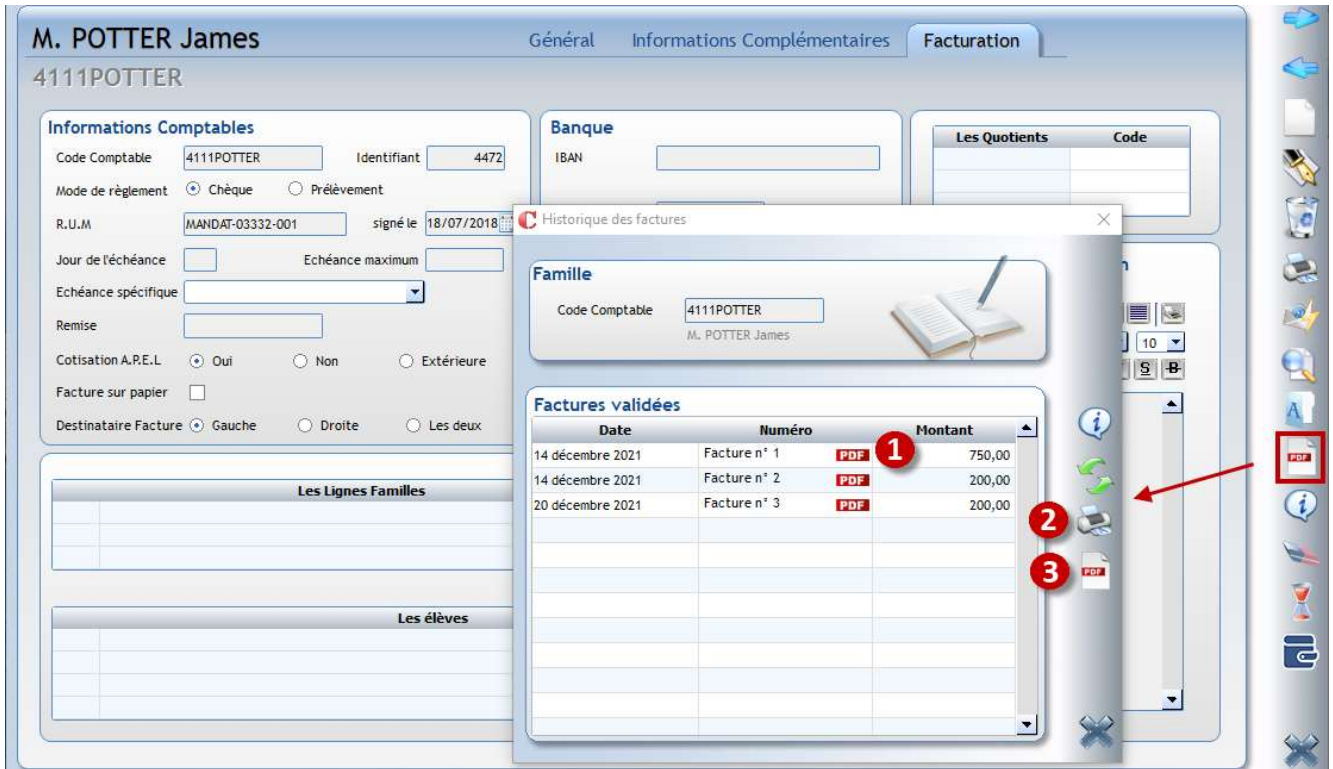 M. POTTER James
Général Informations Complémentaires Facturation
4111POTTER
Informations Comptables
Code Comptable 4111POTTER Identifiant 4472
Mode de règlement Chèque Prélèvement
R.U.M MANDAT-03332-001 signé le 18/07/2018
Jour de l'échéance Echéance maximum
Echéance spécifique
Remise
Cotisation A.P.E.L Oui Non Extérieure
Facture sur papier
Destinataire Facture Gauche Droite Les deux
Banque
IBAN
Les Quotients Code
Les Lignes Familles
Les élèves
10
S B
Historique des factures
Famille
Code Comptable 4111POTTER
M. POTTER James
Factures validées
Date Numéro Montant
14 décembre 2021 Facture n° 1 PDF 1 750,00
14 décembre 2021 Facture n° 2 PDF 200,00
20 décembre 2021 Facture n° 3 PDF 200,00
2
3 PDF
A
PDF